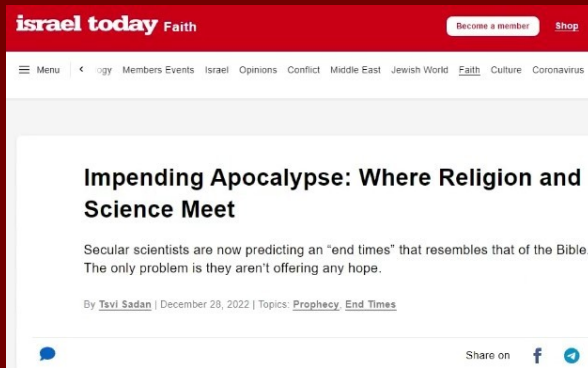 israel today Faith
Become a member
Shop
Menu
ogy Members Events Israel Opinions Conflict Middle East Jewish World Faith Culture Coronavirus
Impending Apocalypse: Where Religion and
Science Meet
Secular scientists are now predicting an “end times” that resembles that of the Bible.
The only problem is they aren't offering any hope.
By Tsvi Sadan | December 28, 2022 | Topics: Prophecy, End Times
Share on